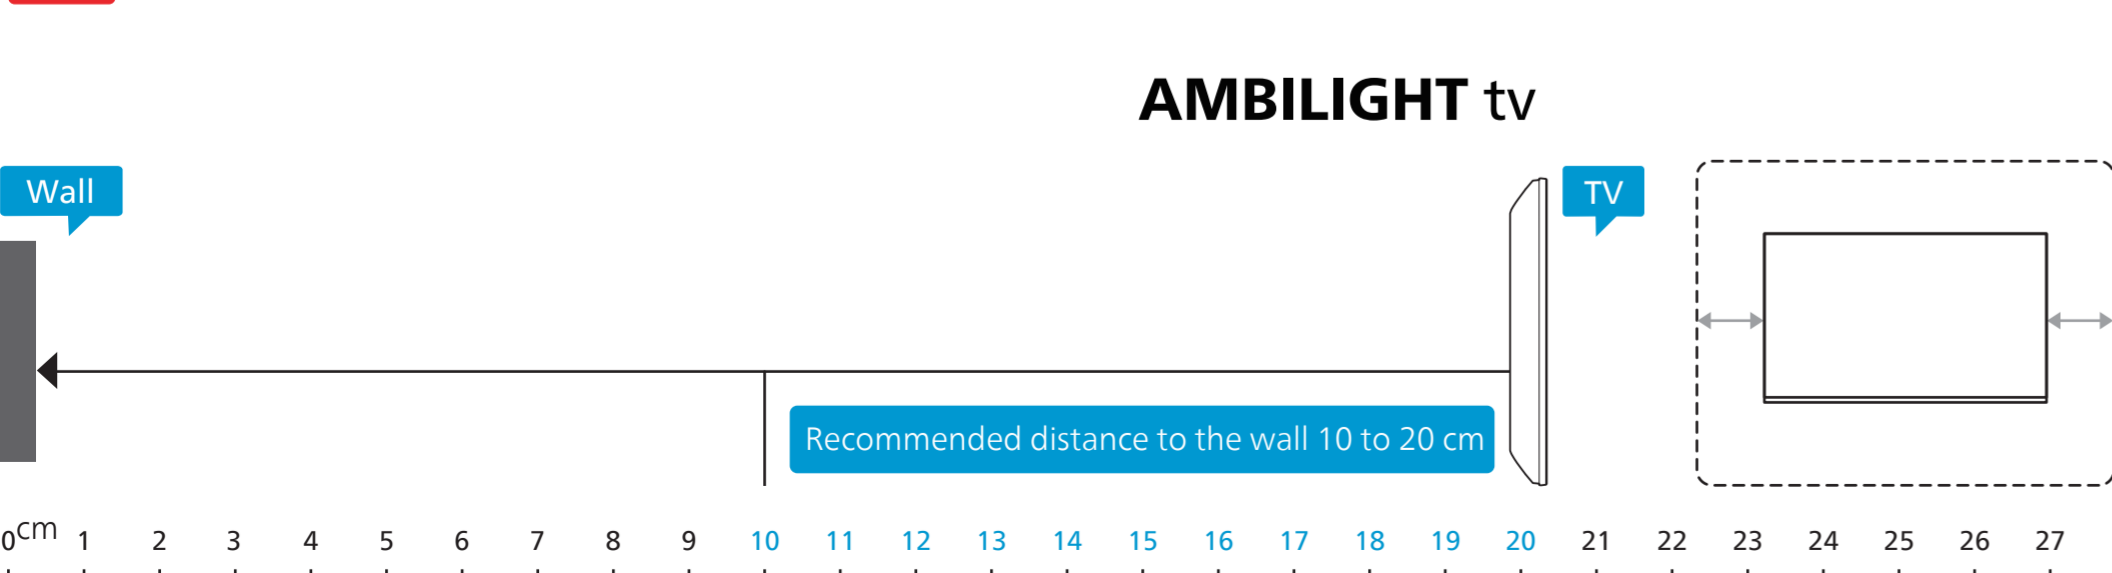 AMBILIGHT tv
Wall
TV
Recommended distance to the wall 10 to 20 cm
0cm 1 2 3 4 5 6 7 8 9 10 11 12 13 14 15 16 17 18 19 20 21 22 23 24 25 26 27